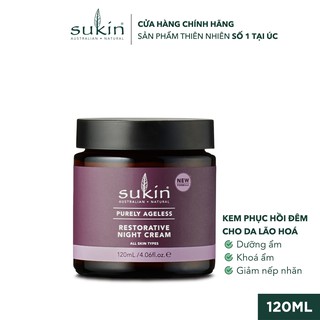 sukin
AUSTRALIAN + NATURAL
CỬA HÀNG CHÍNH HÃNG
SẢN PHẨM THIÊN NHIÊN SỐ 1 TẠI ÚC
NEW
sukin
AUSTRALIAN + NATURAL
PURELY AGELESS
RESTORATIVE
NIGHT CREAM
ALL SKIN TYPES
120mL/4.06fl.oz.℮
KEM PHỤC HỒI ĐÊM
CHO DA LÃO HOÁ
Dưỡng ẩm
Khoá ẩm
Giảm nếp nhăn
120ML